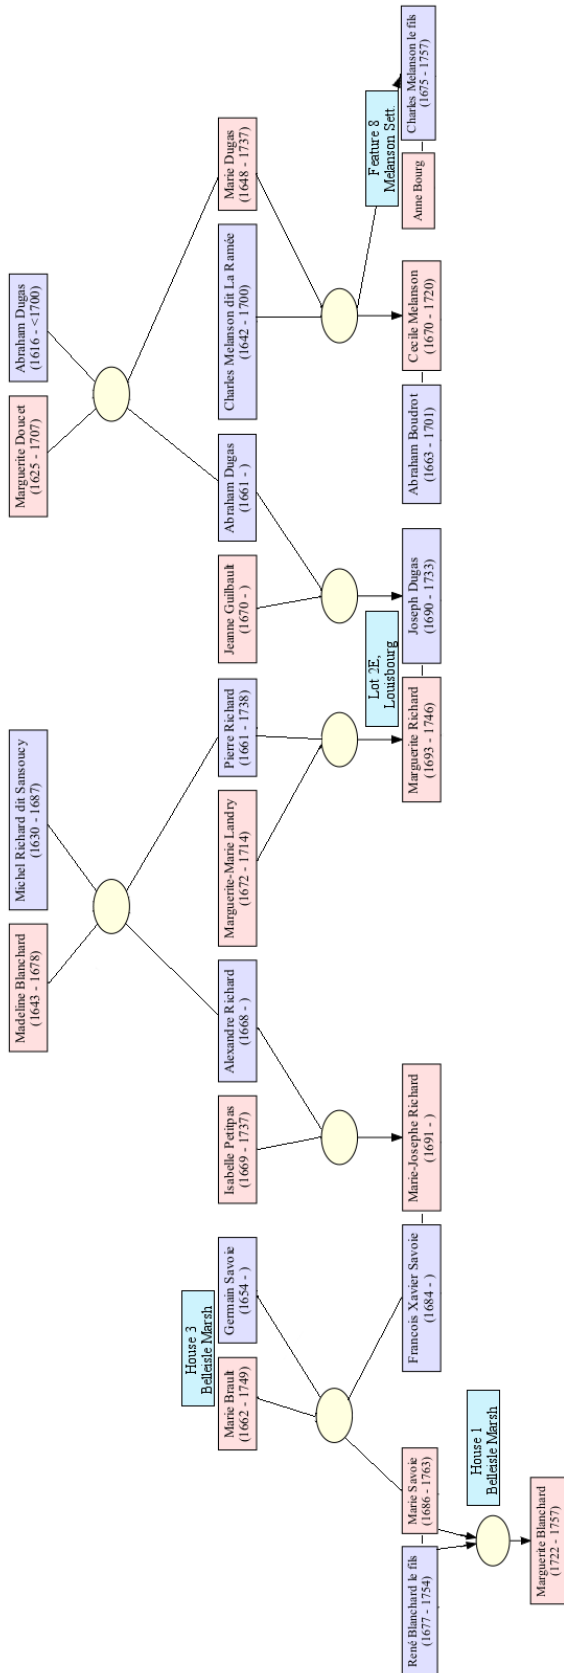 Madeline Blanchard
(1643 - 1678)
Michel Richard dit Sansoucy
(1630 - 1687)
Marguerite Doucet
(1625 - 1707)
Abraham Dugas
(1616 - <1700)
House 3
Belleisle Marsh
Marie Brault
(1662 - 1749)
Germain Savoie
(1654 - )
Isabelle Petitpas
(1669 - 1737)
Alexandre Richard
(1668 - )
Marguerite-Marie Landry
(1672 - 1714)
Pierre Richard
(1661 - 1738)
Jeanne Guilbault
(1670 - )
Abraham Dugas
(1661 - )
Charles Melanson dit La Ramée
(1642 - 1700)
Marie Dugas
(1648 - 1737)
Lot 2E,
Louisbourg
Feature 8
Melanson Sett.
René Blanchard le fils
(1677 - 1754)
Marie Savoie
(1686 - 1763)
Francois Xavier Savoie
(1684 - )
Marie-Josephe Richard
(1691 - )
Marguerite Richard
(1693 - 1746)
Joseph Dugas
(1690 - 1733)
Abraham Boudrot
(1663 - 1701)
Cecile Melanson
(1670 - 1720)
Anne Bourg
Charles Melanson le fils
(1675 - 1757)
House 1
Belleisle Marsh
Marguerite Blanchard
(1722 - 1757)